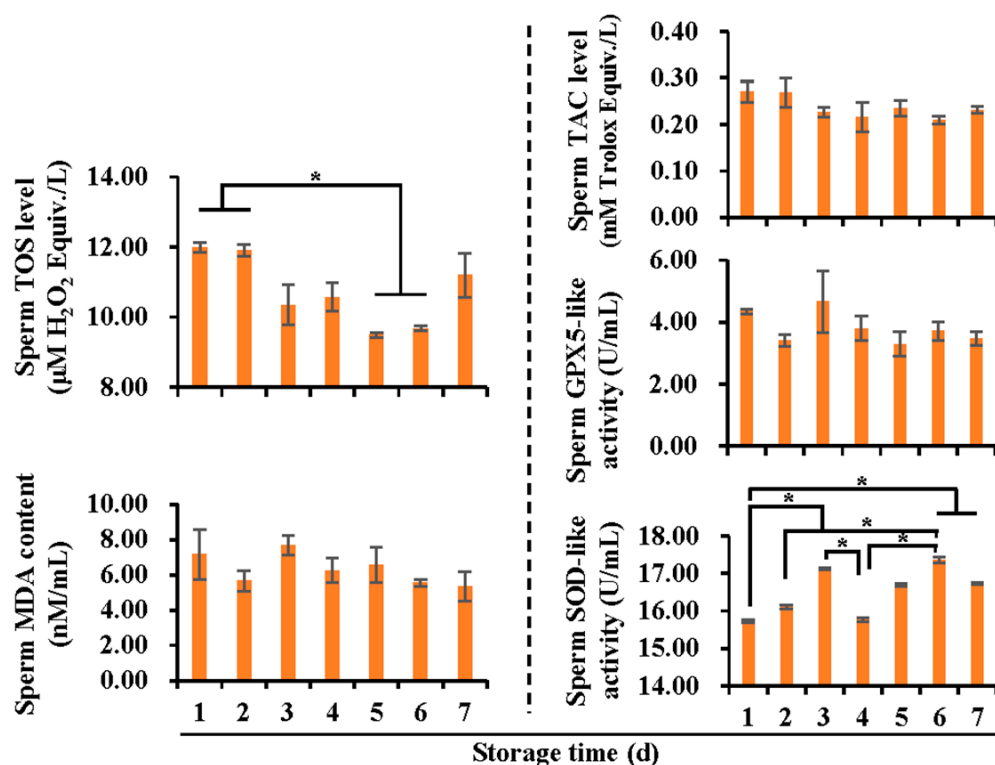 Sperm TOS level
(µM H₂O₂ Equiv./L)
14.00
12.00
10.00
8.00
*
Sperm MDA content
(nM/mL)
10.00
8.00
6.00
4.00
2.00
0.00
1 2 3 4 5 6 7
Sperm TAC level
(mM Trolox Equiv./L)
0.40
0.30
0.20
0.10
0.00
Sperm GPX5-like
activity (U/mL)
6.00
4.00
2.00
0.00
Sperm SOD-like
activity (U/mL)
18.00
17.00
16.00
15.00
14.00
*
*
*
*
*
1 2 3 4 5 6 7
Storage time (d)